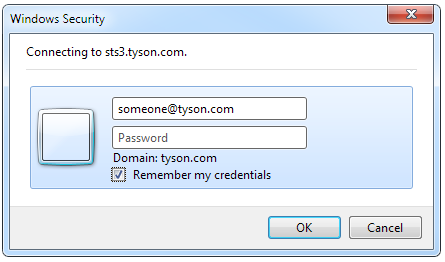 Windows Security
Connecting to sts3.tyson.com.
someone@tyson.com
Password
Domain: tyson.com
Remember my credentials
OK
Cancel